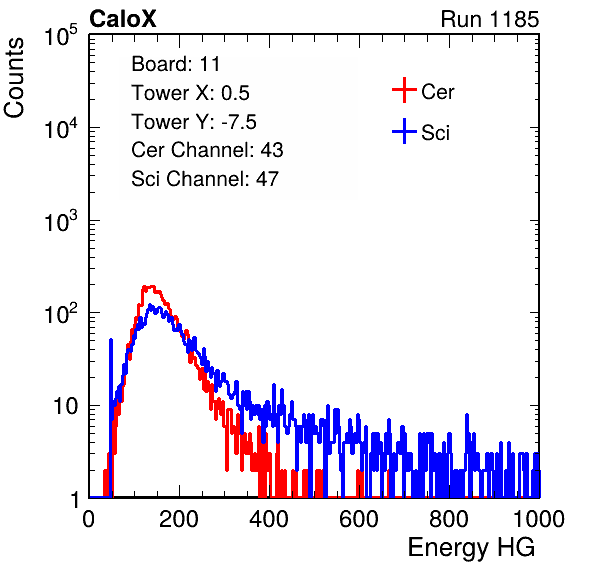 CaloX Run 1185
Counts
Board: 11
Tower X: 0.5
Tower Y: -7.5
Cer Channel: 43
Sci Channel: 47
Cer
Sci
10^5
10^4
10^3
10^2
10
1
0 200 400 600 800 1000
Energy HG